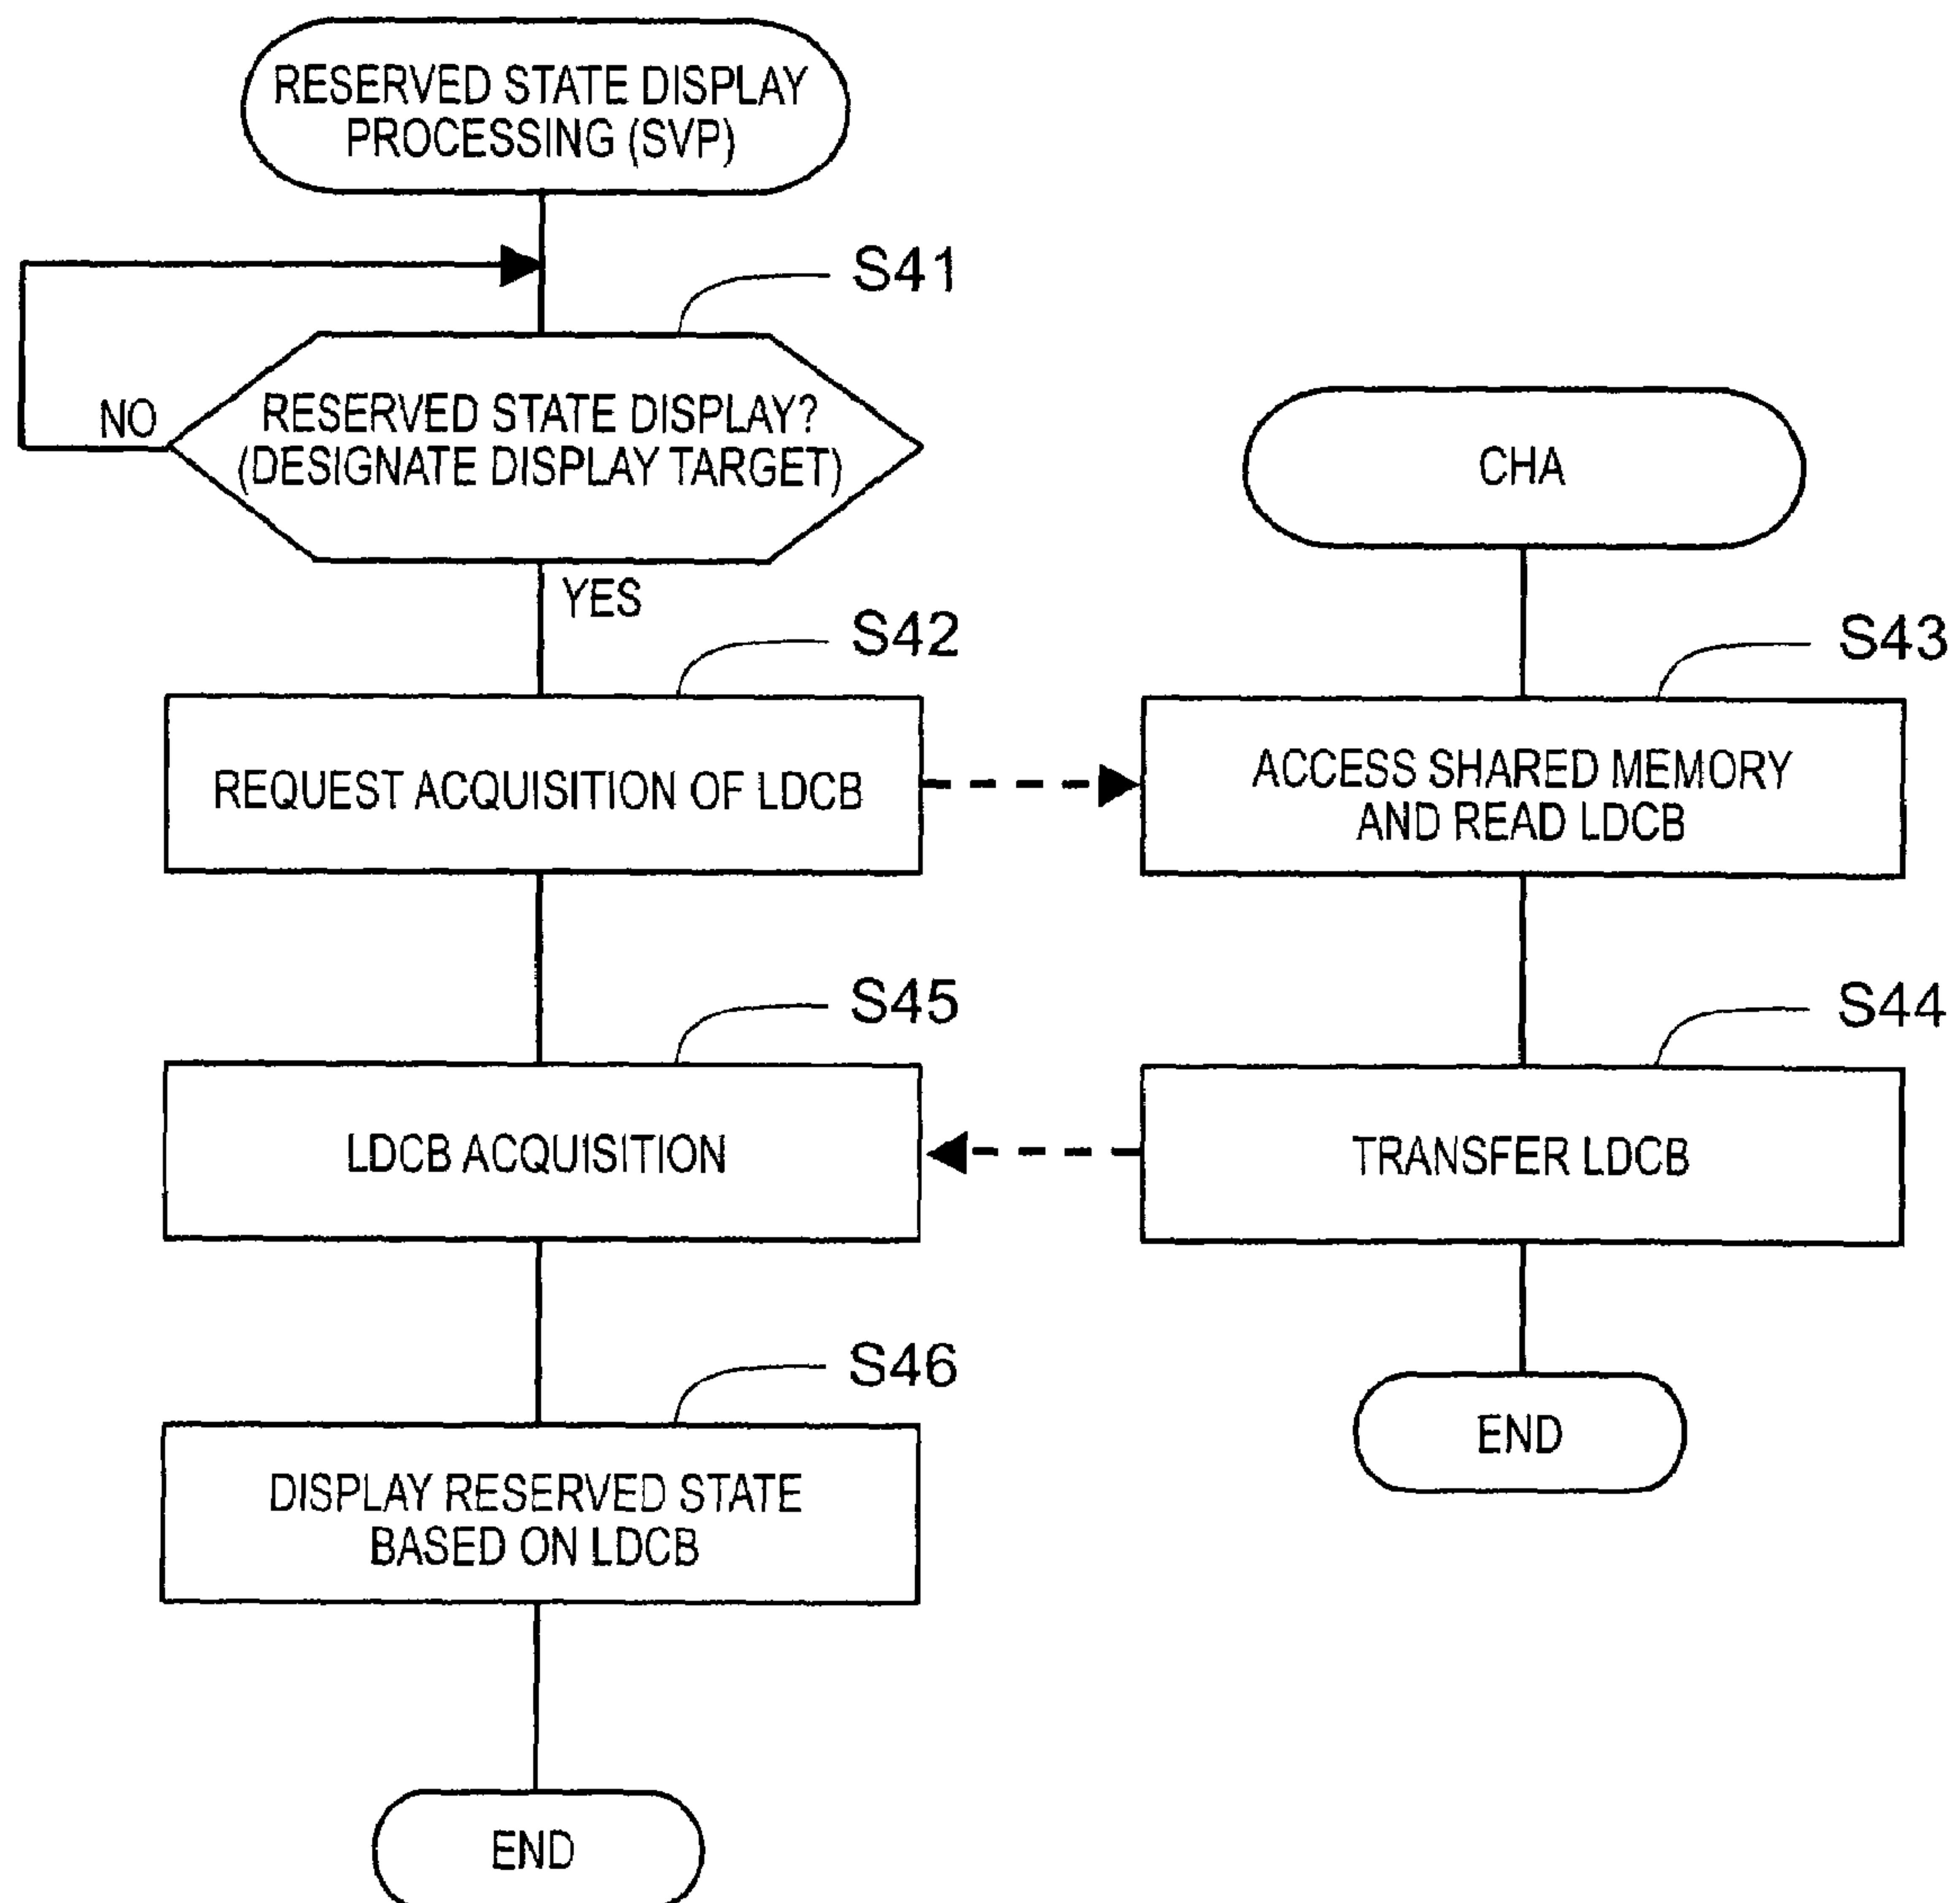 RESERVED STATE DISPLAY
PROCESSING (SVP)
S41
RESERVED STATE DISPLAY?
(DESIGNATE DISPLAY TARGET)
NO
YES
CHA
S42
REQUEST ACQUISITION OF LDCB
S43
ACCESS SHARED MEMORY
AND READ LDCB
S45
LDCB ACQUISITION
S44
TRANSFER LDCB
S46
DISPLAY RESERVED STATE
BASED ON LDCB
END
END